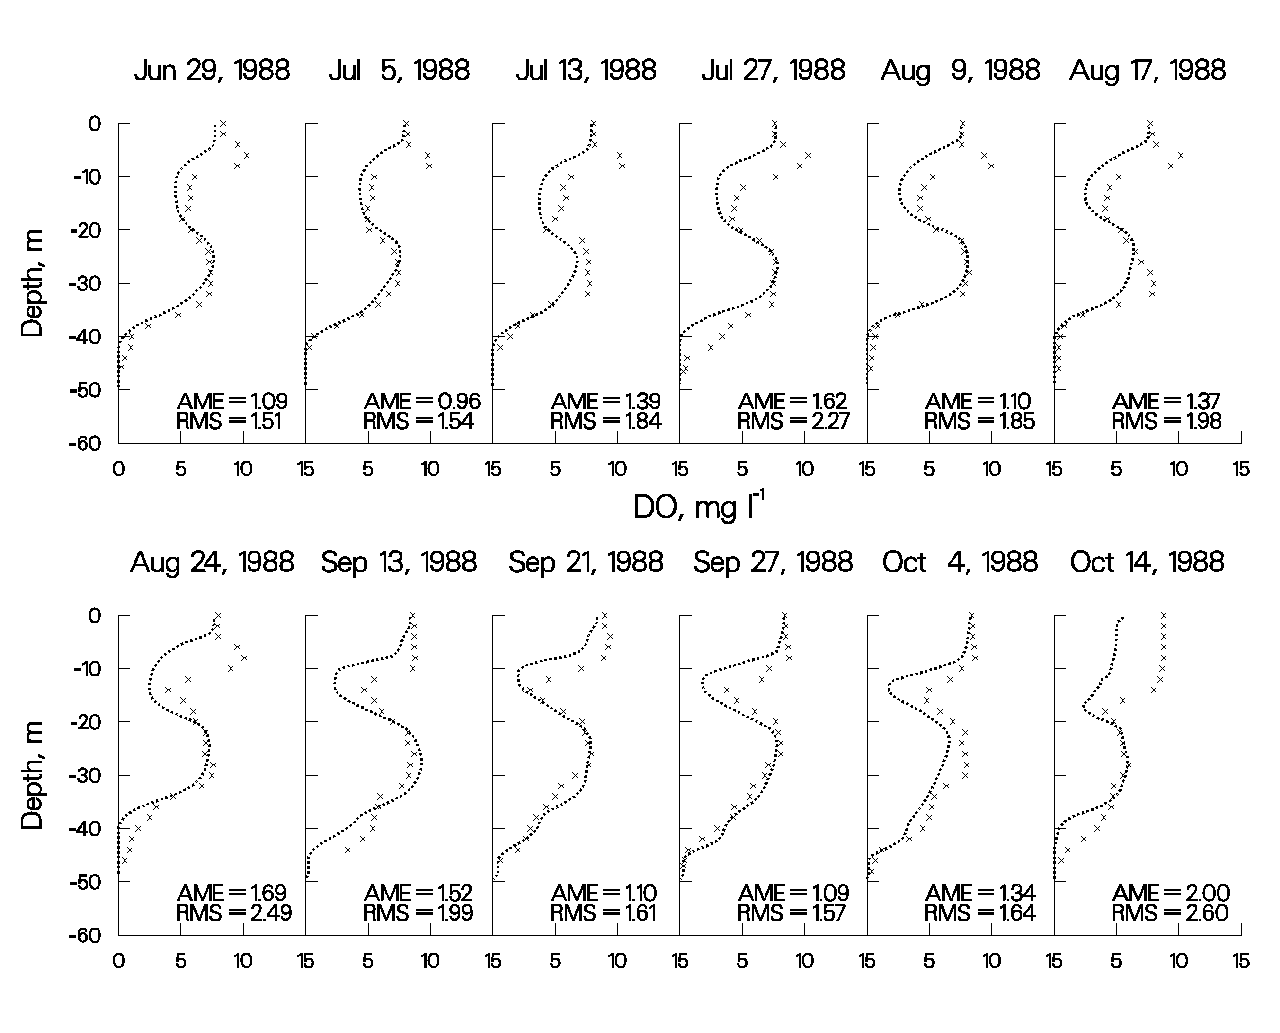 Jun 29, 1988 Jul 5, 1988 Jul 13, 1988 Jul 27, 1988 Aug 9, 1988 Aug 17, 1988
0
-10
-20
Depth, m
-30
-40
-50
AME = 1.09 AME = 0.96 AME = 1.39 AME = 1.62 AME = 1.10 AME = 1.37
RMS = 1.51 RMS = 1.54 RMS = 1.84 RMS = 2.27 RMS = 1.85 RMS = 1.98
-60
0 5 10 15 5 10 15 5 10 15 5 10 15 5 10 15 5 10 15
DO, mg l-1
Aug 24, 1988 Sep 13, 1988 Sep 21, 1988 Sep 27, 1988 Oct 4, 1988 Oct 14, 1988
0
-10
-20
Depth, m
-30
-40
-50
AME = 1.69 AME = 1.52 AME = 1.10 AME = 1.09 AME = 1.34 AME = 2.00
RMS = 2.49 RMS = 1.99 RMS = 1.61 RMS = 1.57 RMS = 1.64 RMS = 2.60
-60
0 5 10 15 5 10 15 5 10 15 5 10 15 5 10 15 5 10 15